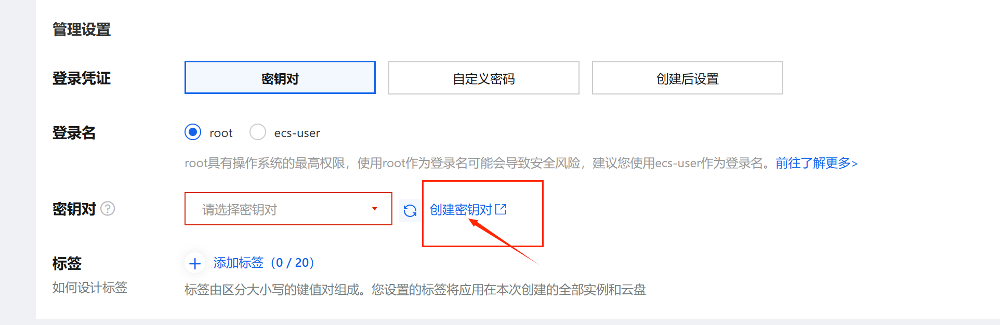 管理设置
登录凭证
密钥对
自定义密码
创建后设置
登录名
root
ecs-user
root具有操作系统的最高权限，使用root作为登录名可能会导致安全风险，建议您使用ecs-user作为登录名。前往了解更多>
密钥对 ?
请选择密钥对
创建密钥对
标签
添加标签（0 / 20）
如何设计标签
标签由区分大小写的键值对组成。您设置的标签将应用在本次创建的全部实例和云盘